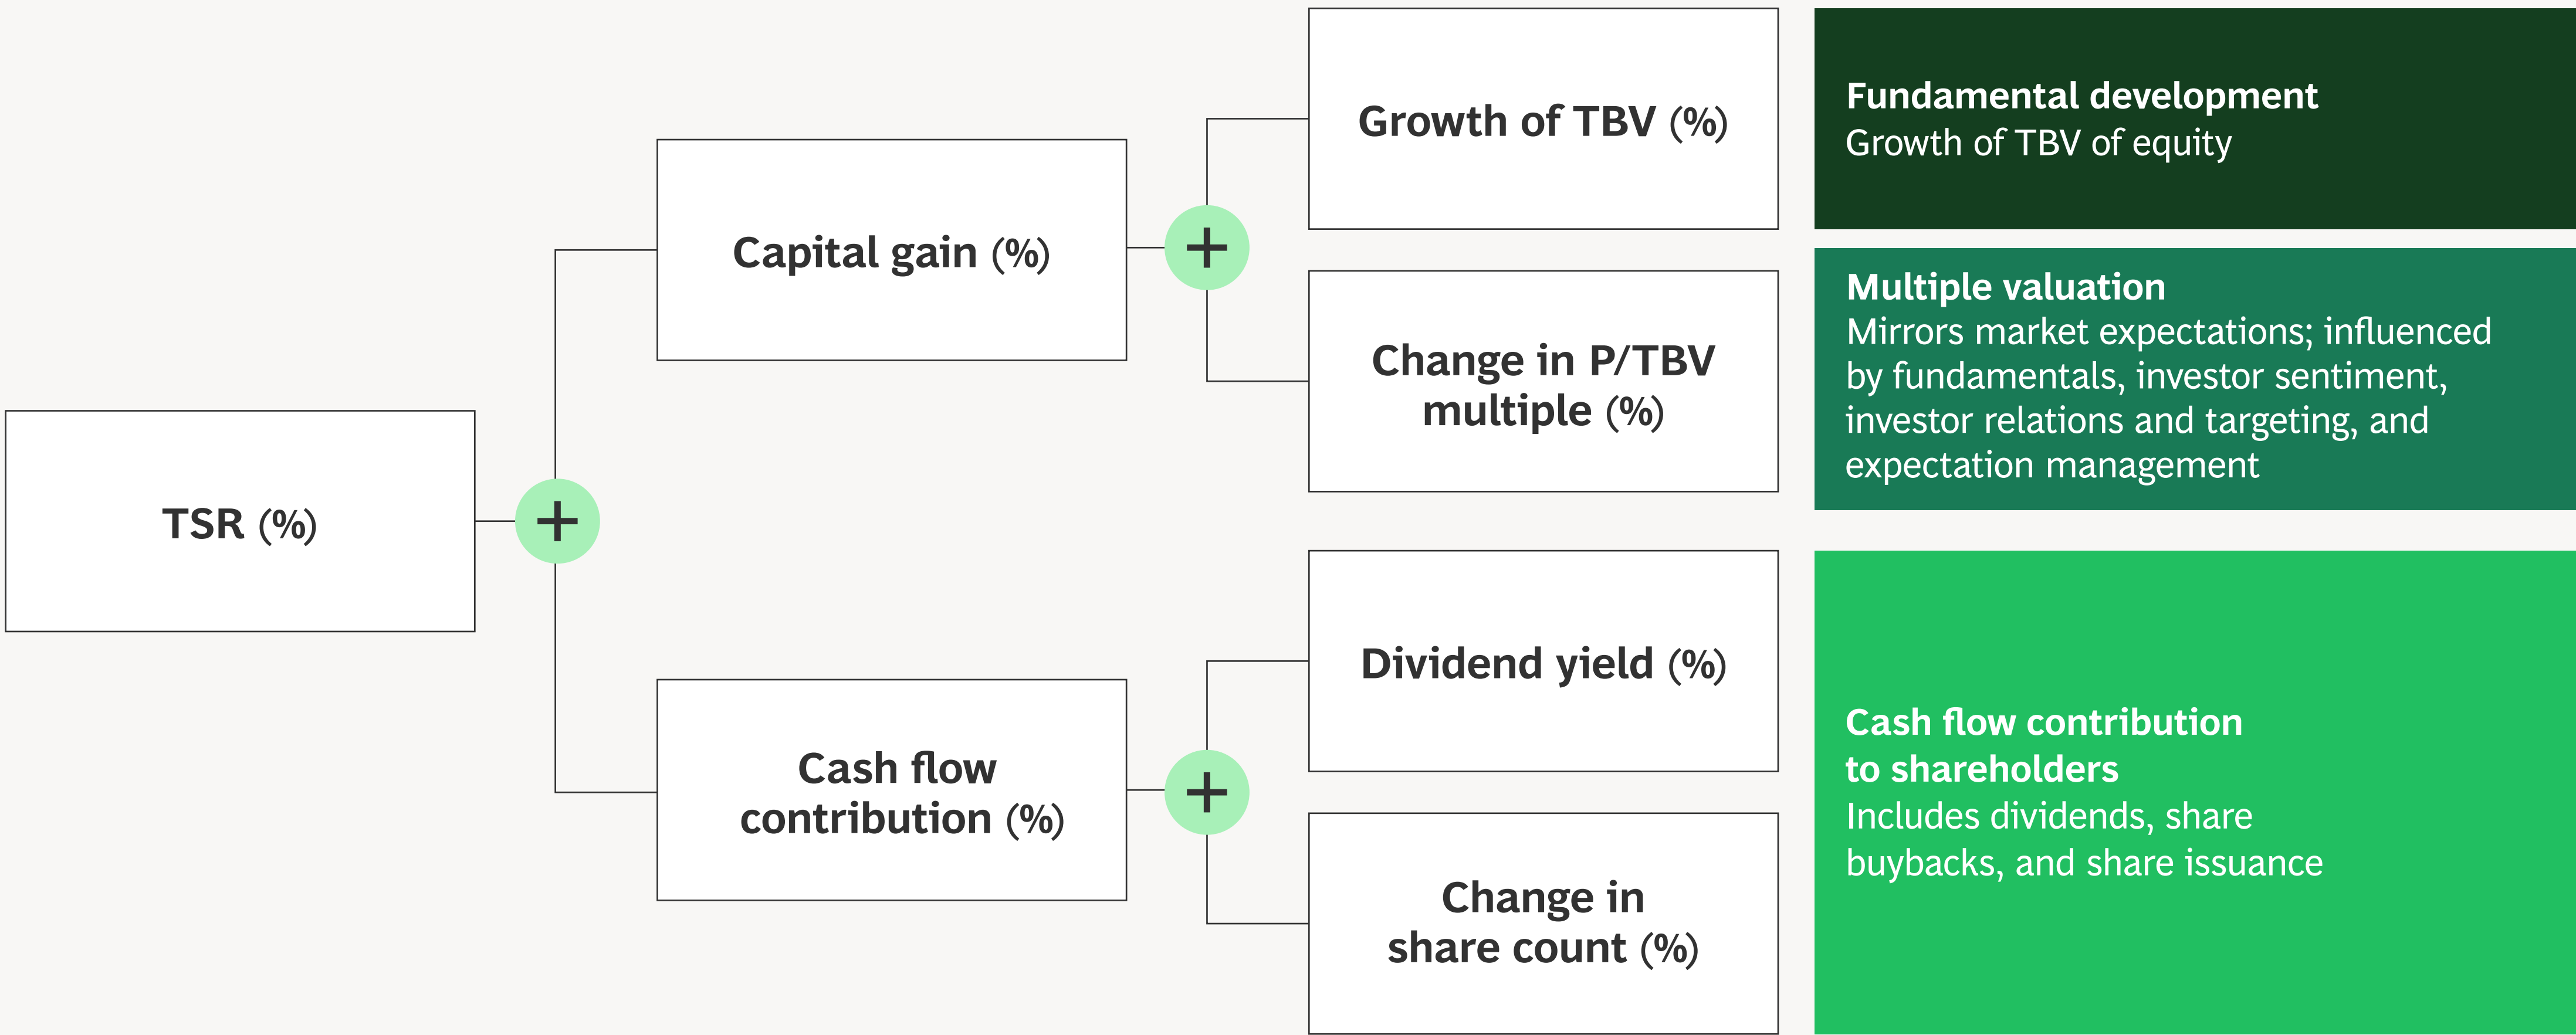 TSR (%)
+
Capital gain (%)
+
Growth of TBV (%)
Change in P/TBV
multiple (%)
Cash flow
contribution (%)
+
Dividend yield (%)
Change in
share count (%)
Fundamental development
Growth of TBV of equity
Multiple valuation
Mirrors market expectations; influenced
by fundamentals, investor sentiment,
investor relations and targeting, and
expectation management
Cash flow contribution
to shareholders
Includes dividends, share
buybacks, and share issuance